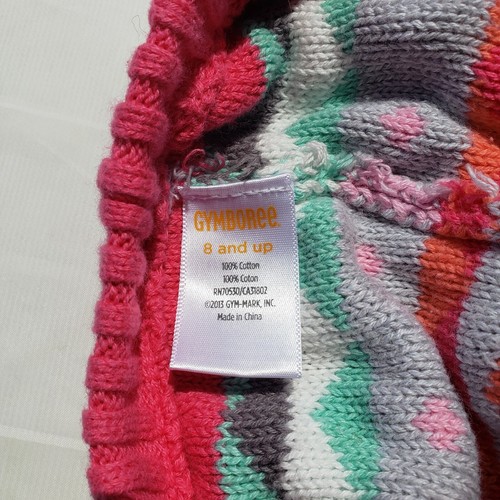 GYMBOREE
8 and up
100% Cotton
100% Coton
RN70530/CA31802
©2013 GYM-MARK, INC.
Made in China